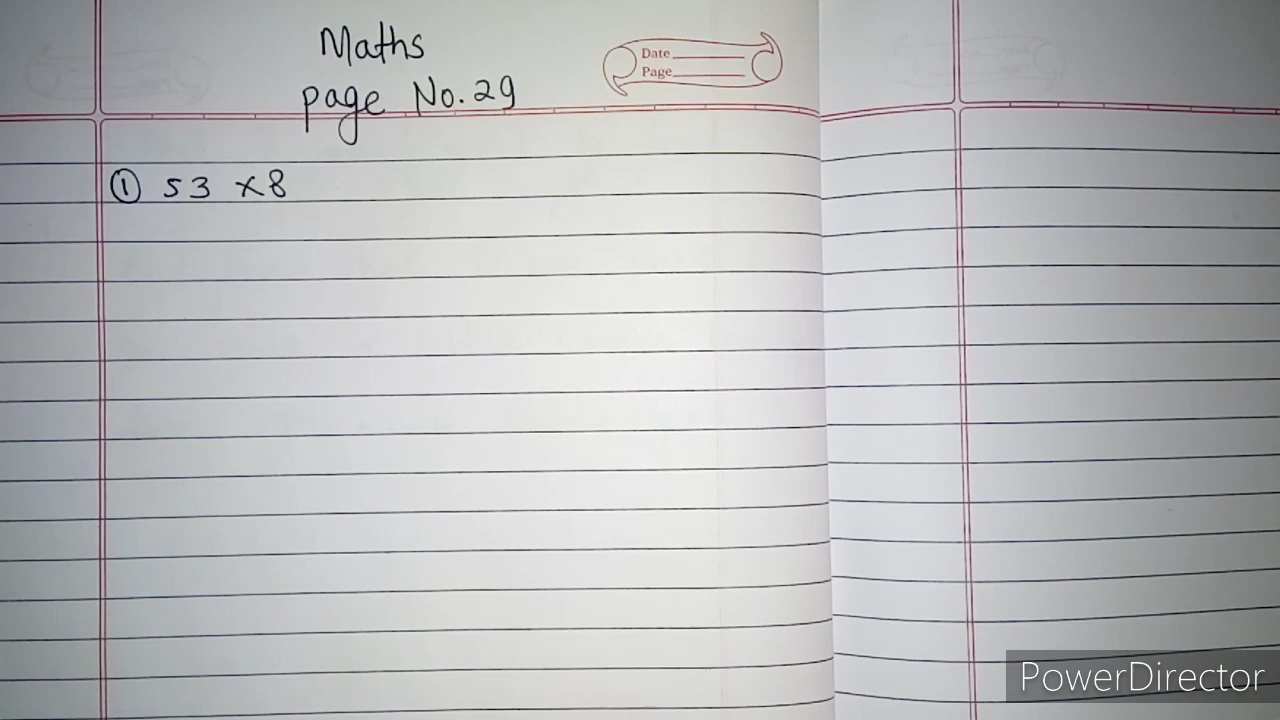 Maths
page No. 29
Date
Page
① 53 × 8
PowerDirector